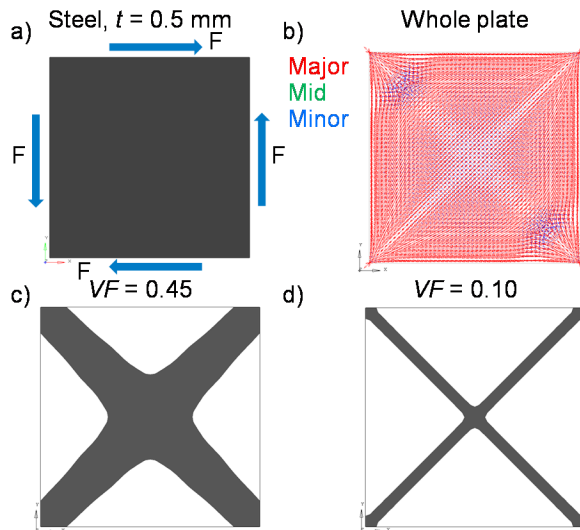 a) Steel, t = 0.5 mm
F
F
F
F
Y
X
b) Whole plate
Major
Mid
Minor
Y
X
c) VF = 0.45
Y
X
d) VF = 0.10
Y
X